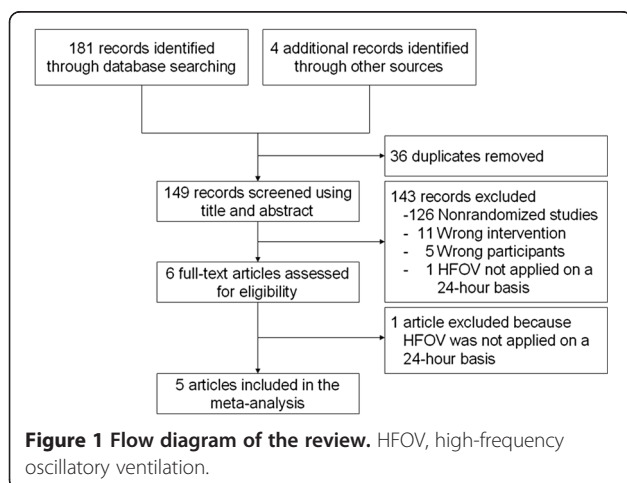 181 records identified
through database searching
4 additional records identified
through other sources
36 duplicates removed
149 records screened using
title and abstract
143 records excluded
-126 Nonrandomized studies
- 11 Wrong intervention
- 5 Wrong participants
- 1 HFOV not applied on a
24-hour basis
6 full-text articles assessed
for eligibility
1 article excluded because
HFOV was not applied on a
24-hour basis
5 articles included in the
meta-analysis
Figure 1 Flow diagram of the review. HFOV, high-frequency
oscillatory ventilation.